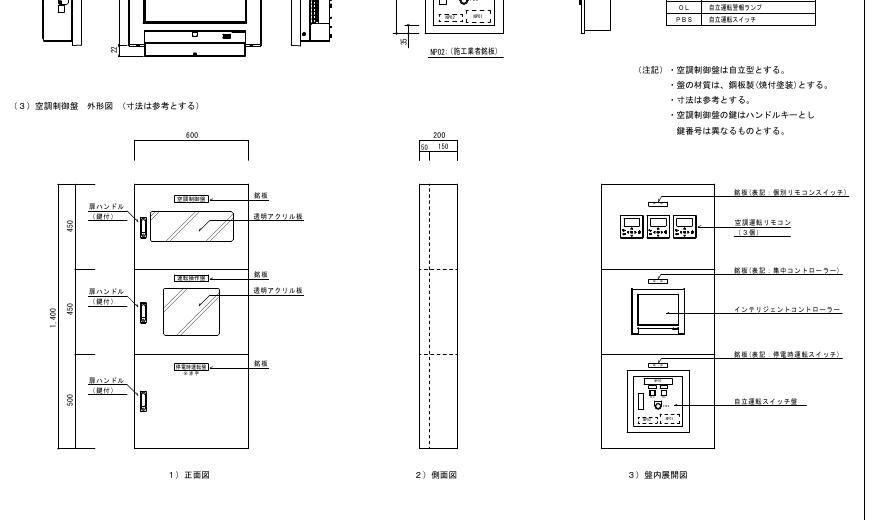 ＯＬ 自立運転警報ランプ
ＰＢＳ 自立運転スイッチ
22
35
NP02：(施工業者銘板)
（注記）・空調制御盤は自立型とする。
・盤の材質は、鋼板製(焼付塗装)とする。
・寸法は参考とする。
・空調制御盤の鍵はハンドルキーとし
鍵番号は異なるものとする。
（３）空調制御盤　外形図　（寸法は参考とする）
600
200
50 150
1,400
450
450
500
扉ハンドル
（鍵付）
空調制御盤
銘板
透明アクリル板
扉ハンドル
（鍵付）
運転操作盤
銘板
透明アクリル板
扉ハンドル
（鍵付）
停電時運転盤
銘板
銘板(表記：個別リモコンスイッチ)
空調運転リモコン
（３個）
銘板(表記：集中コントローラー)
インテリジェントコントローラー
銘板(表記：停電時運転スイッチ)
自立運転スイッチ盤
NP02 NP01
１）正面図
２）側面図
３）盤内展開図